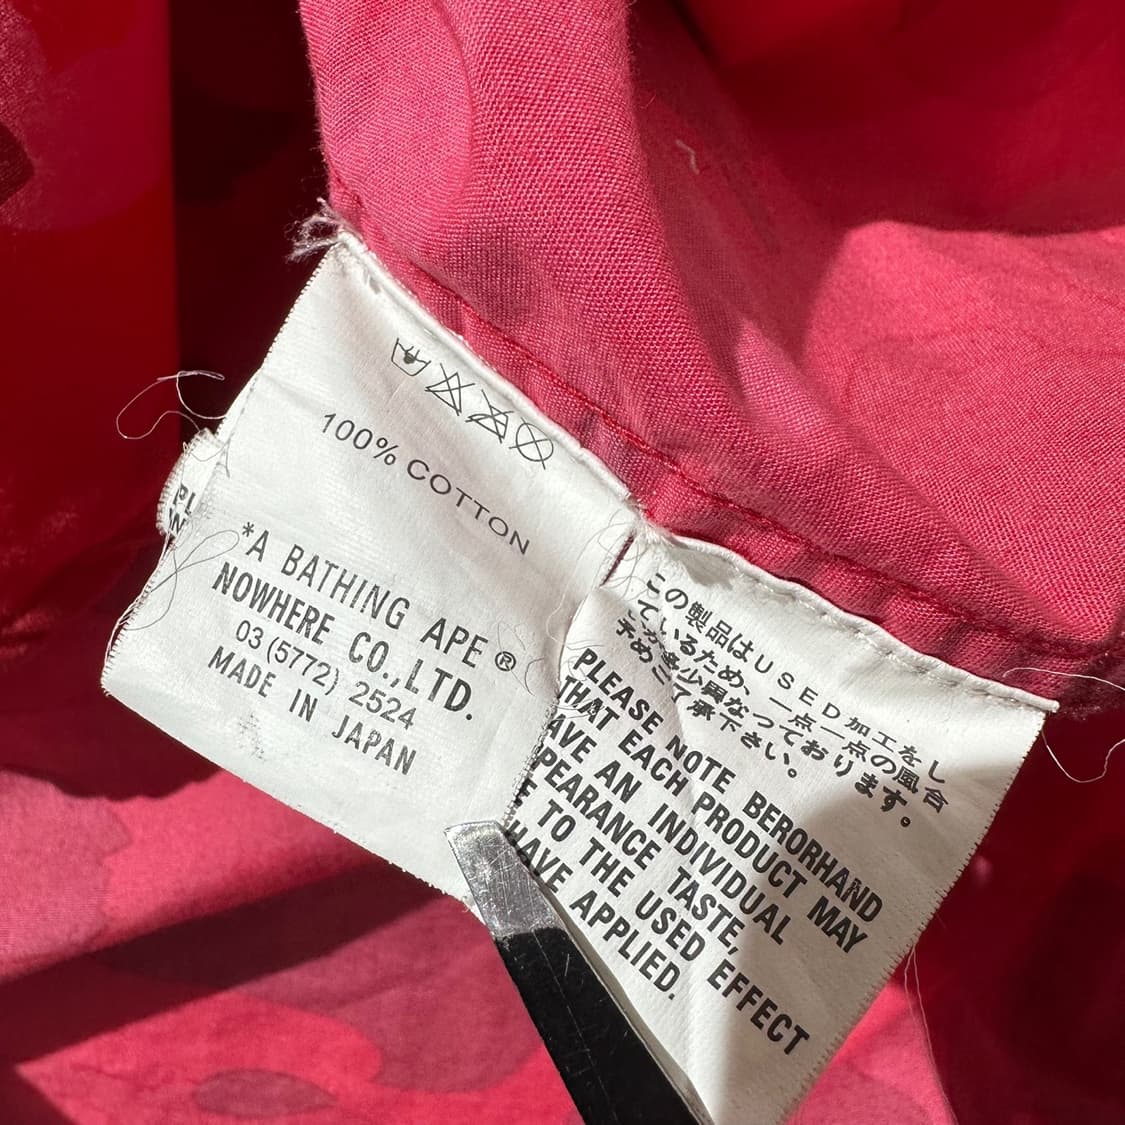 100% COTTON
*A BATHING APE®
NOWHERE CO.,LTD.
03 (5772) 2524
MADE IN JAPAN
PL
この製品はUSED加工をし
ているため、一点一点の風合
いが多少異なっております。
予めご了承下さい。
PLEASE NOTE BERORHAND
THAT EACH PRODUCT MAY
AVE AN INDIVIDUAL
PEARANCE TASTE,
E TO THE USED EFFECT
HAVE APPLIED.